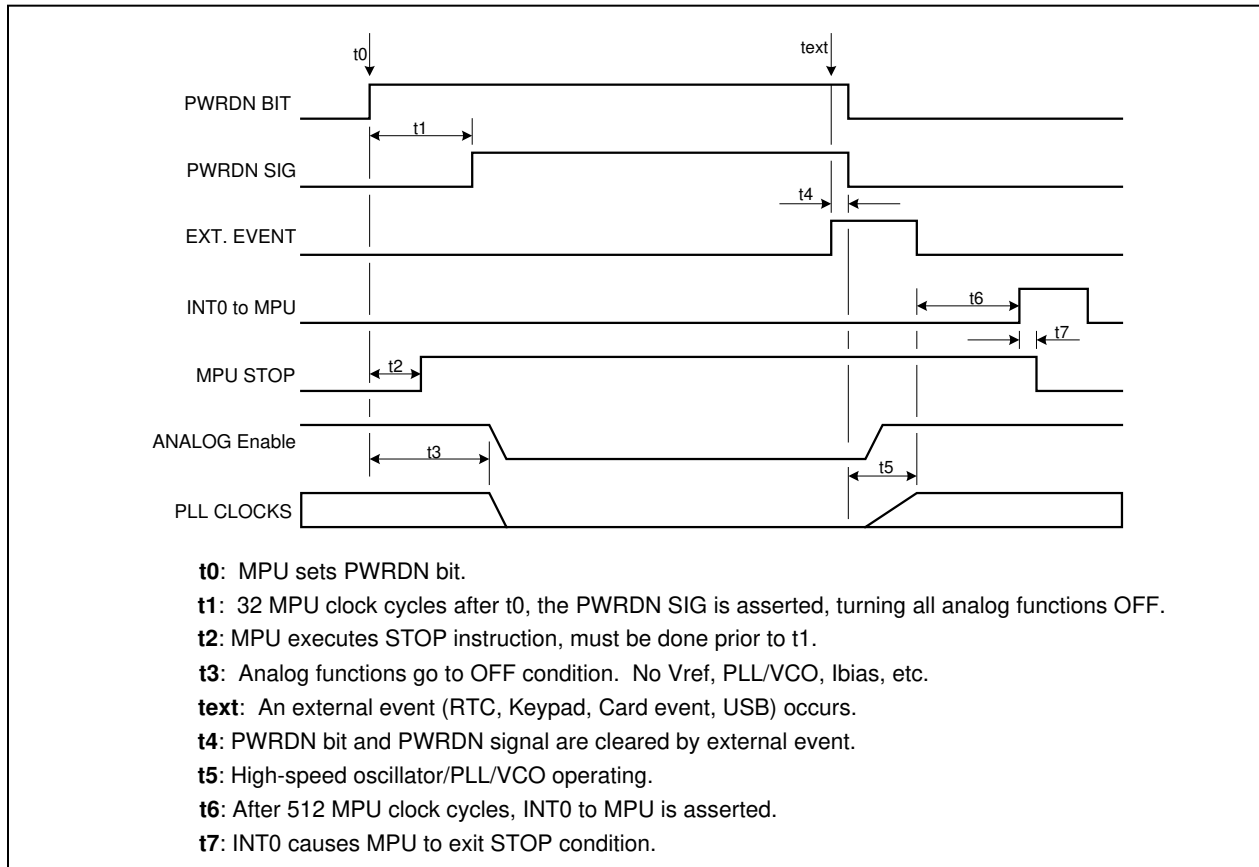 t0
text
PWRDN BIT
t1
PWRDN SIG
t4
EXT. EVENT
INT0 to MPU
t6
t7
MPU STOP
t2
ANALOG Enable
t3
t5
PLL CLOCKS
t0: MPU sets PWRDN bit.
t1: 32 MPU clock cycles after t0, the PWRDN SIG is asserted, turning all analog functions OFF.
t2: MPU executes STOP instruction, must be done prior to t1.
t3: Analog functions go to OFF condition. No Vref, PLL/VCO, Ibias, etc.
text: An external event (RTC, Keypad, Card event, USB) occurs.
t4: PWRDN bit and PWRDN signal are cleared by external event.
t5: High-speed oscillator/PLL/VCO operating.
t6: After 512 MPU clock cycles, INT0 to MPU is asserted.
t7: INT0 causes MPU to exit STOP condition.